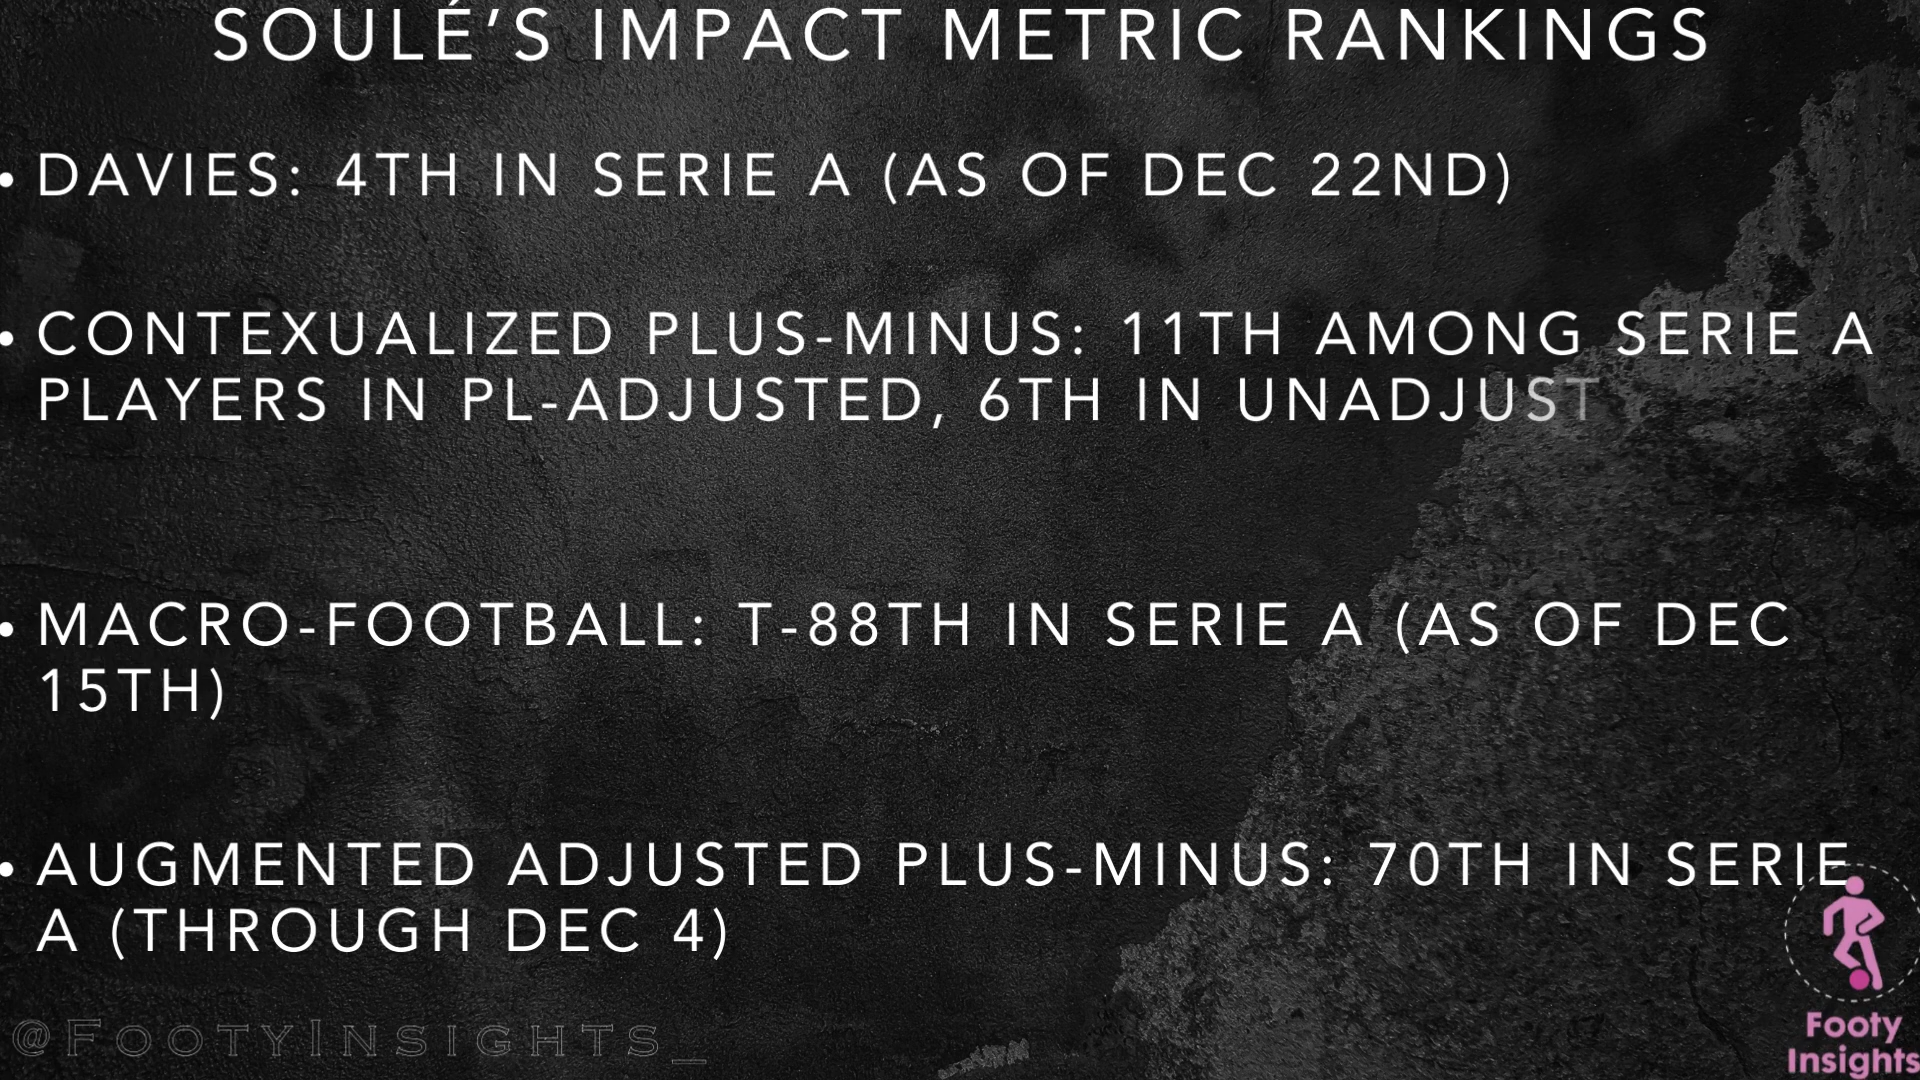 SOULÉ’S IMPACT METRIC RANKINGS
• DAVIES: 4TH IN SERIE A (AS OF DEC 22ND)
• CONTEXUALIZED PLUS-MINUS: 11TH AMONG SERIE A
PLAYERS IN PL-ADJUSTED, 6TH IN UNADJUST
• MACRO-FOOTBALL: T-88TH IN SERIE A (AS OF DEC
15TH)
• AUGMENTED ADJUSTED PLUS-MINUS: 70TH IN SERIE
A (THROUGH DEC 4)
@FOOTYINSIGHTS_
Footy
Insights